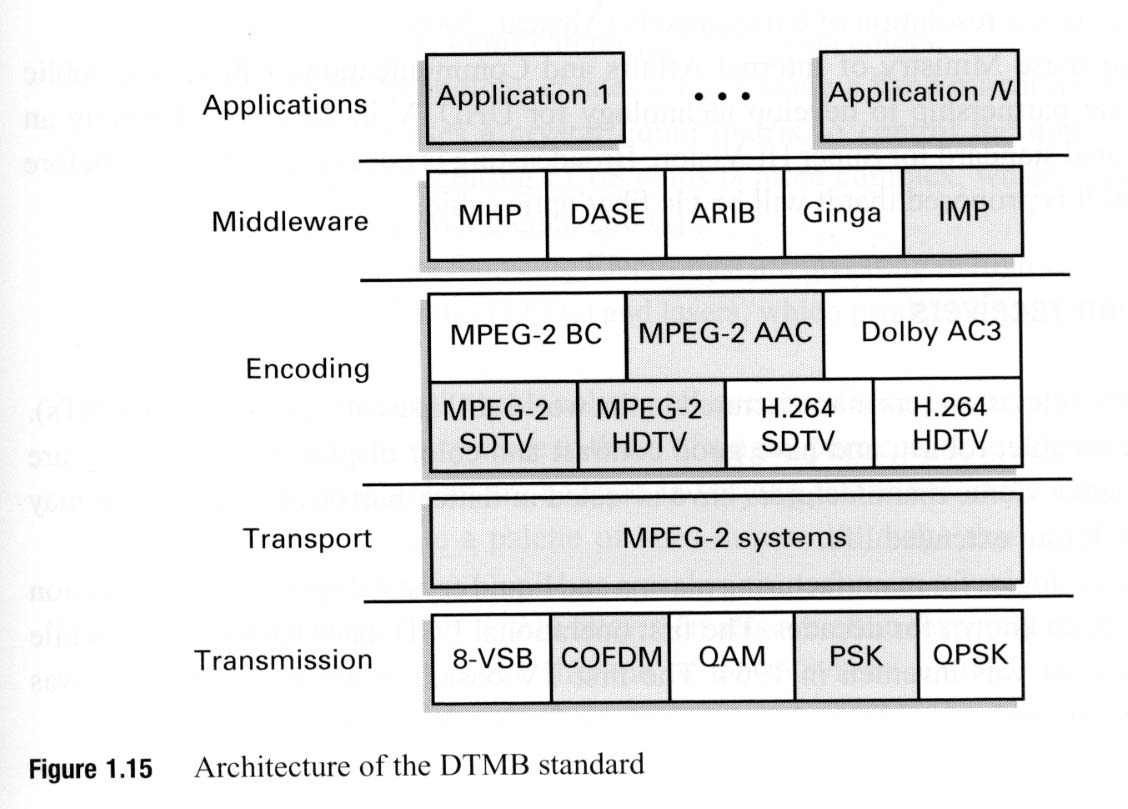 Applications Application 1 • • • Application N
Middleware MHP DASE ARIB Ginga IMP
Encoding
MPEG-2 BC MPEG-2 AAC Dolby AC3
MPEG-2 SDTV MPEG-2 HDTV H.264 SDTV H.264 HDTV
Transport MPEG-2 systems
Transmission 8-VSB COFDM QAM PSK QPSK
Figure 1.15 Architecture of the DTMB standard